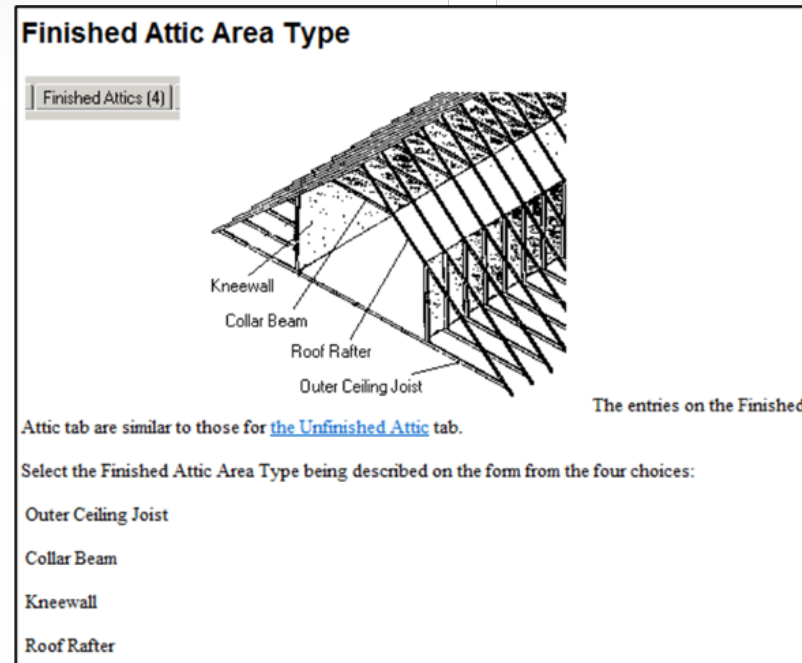 Finished Attic Area Type
Finished Attics (4)
Kneewall
Collar Beam
Roof Rafter
Outer Ceiling Joist
The entries on the Finished
Attic tab are similar to those for the Unfinished Attic tab.
Select the Finished Attic Area Type being described on the form from the four choices:
Outer Ceiling Joist
Collar Beam
Kneewall
Roof Rafter